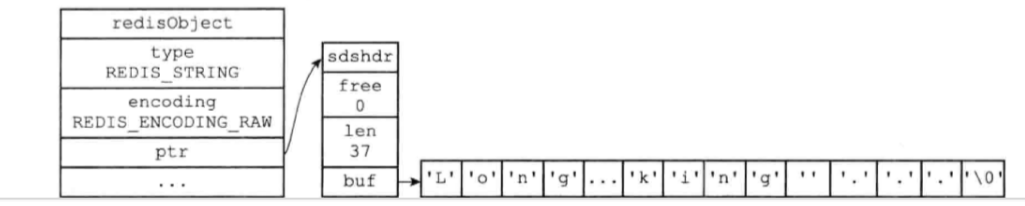 redisObject
type
REDIS_STRING
encoding
REDIS_ENCODING_RAW
ptr
...
sdshdr
free
0
len
37
buf
'L' 'o' 'n' 'g' ... 'k' 'i' 'n' 'g' '' '.' '.' '.' '\0'